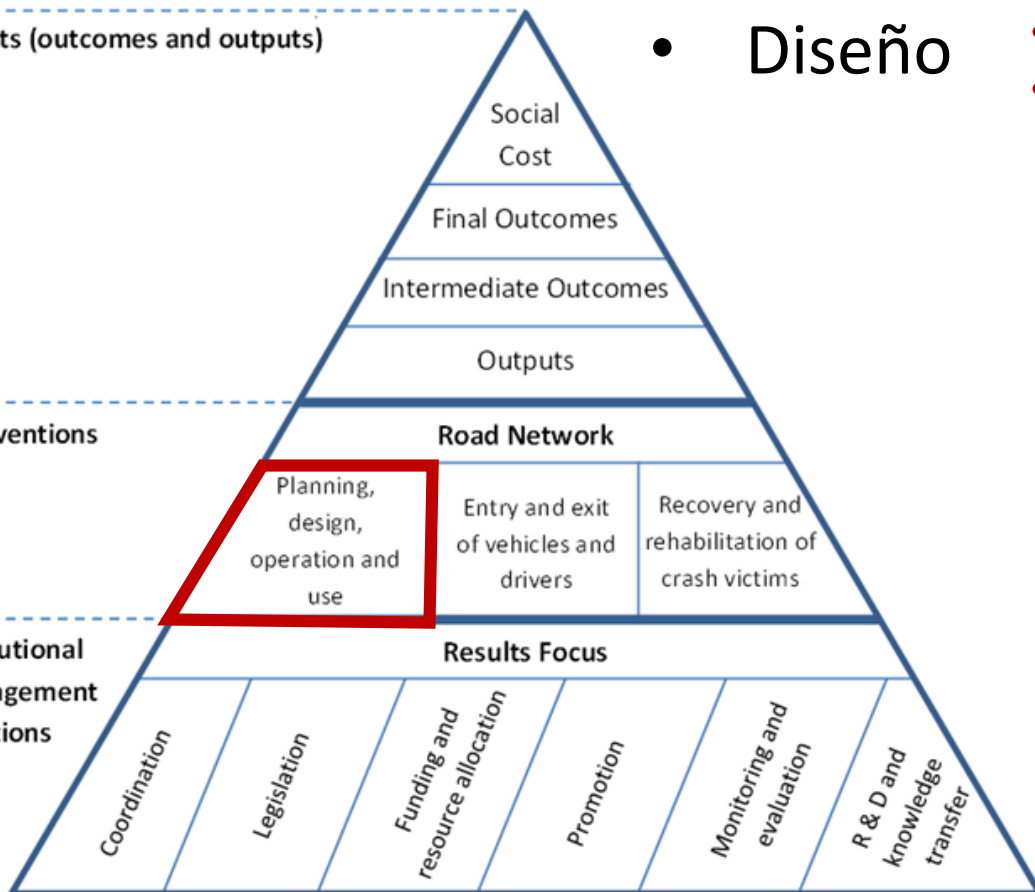 ts (outcomes and outputs)
• Diseño
Social
Cost
Final Outcomes
Intermediate Outcomes
Outputs
ventions
Road Network
Planning,
design,
operation and
use
Entry and exit
of vehicles and
drivers
Recovery and
rehabilitation of
crash victims
utional
agement
tions
Results Focus
Coordination
Legislation
Funding and
resource allocation
Promotion
Monitoring and
evaluation
R & D and
knowledge
transfer